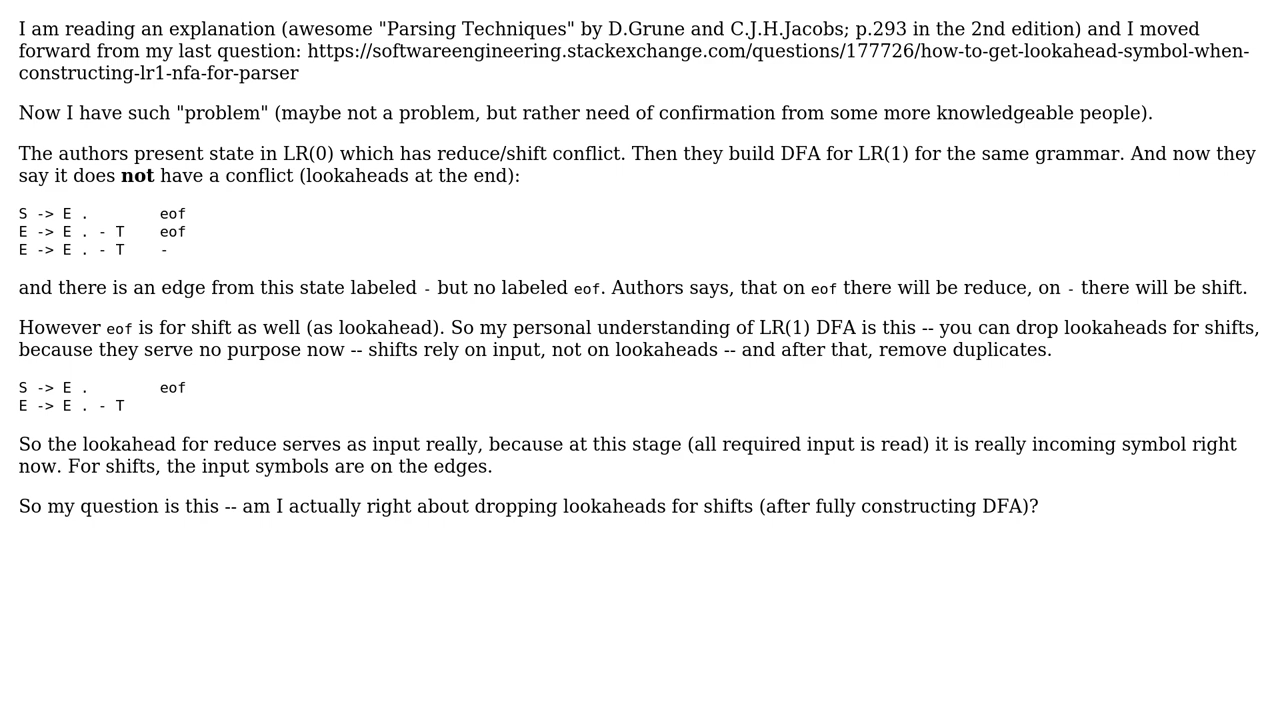 I am reading an explanation (awesome "Parsing Techniques" by D.Grune and C.J.H.Jacobs; p.293 in the 2nd edition) and I moved
forward from my last question: https://softwareengineering.stackexchange.com/questions/177726/how-to-get-lookahead-symbol-when-
constructing-lr1-nfa-for-parser
Now I have such "problem" (maybe not a problem, but rather need of confirmation from some more knowledgeable people).
The authors present state in LR(0) which has reduce/shift conflict. Then they build DFA for LR(1) for the same grammar. And now they
say it does not have a conflict (lookaheads at the end):
S -> E .        eof
E -> E . - T    eof
E -> E . - T    -
and there is an edge from this state labeled - but no labeled eof. Authors says, that on eof there will be reduce, on - there will be shift.
However eof is for shift as well (as lookahead). So my personal understanding of LR(1) DFA is this -- you can drop lookaheads for shifts,
because they serve no purpose now -- shifts rely on input, not on lookaheads -- and after that, remove duplicates.
S -> E .        eof
E -> E . - T
So the lookahead for reduce serves as input really, because at this stage (all required input is read) it is really incoming symbol right
now. For shifts, the input symbols are on the edges.
So my question is this -- am I actually right about dropping lookaheads for shifts (after fully constructing DFA)?